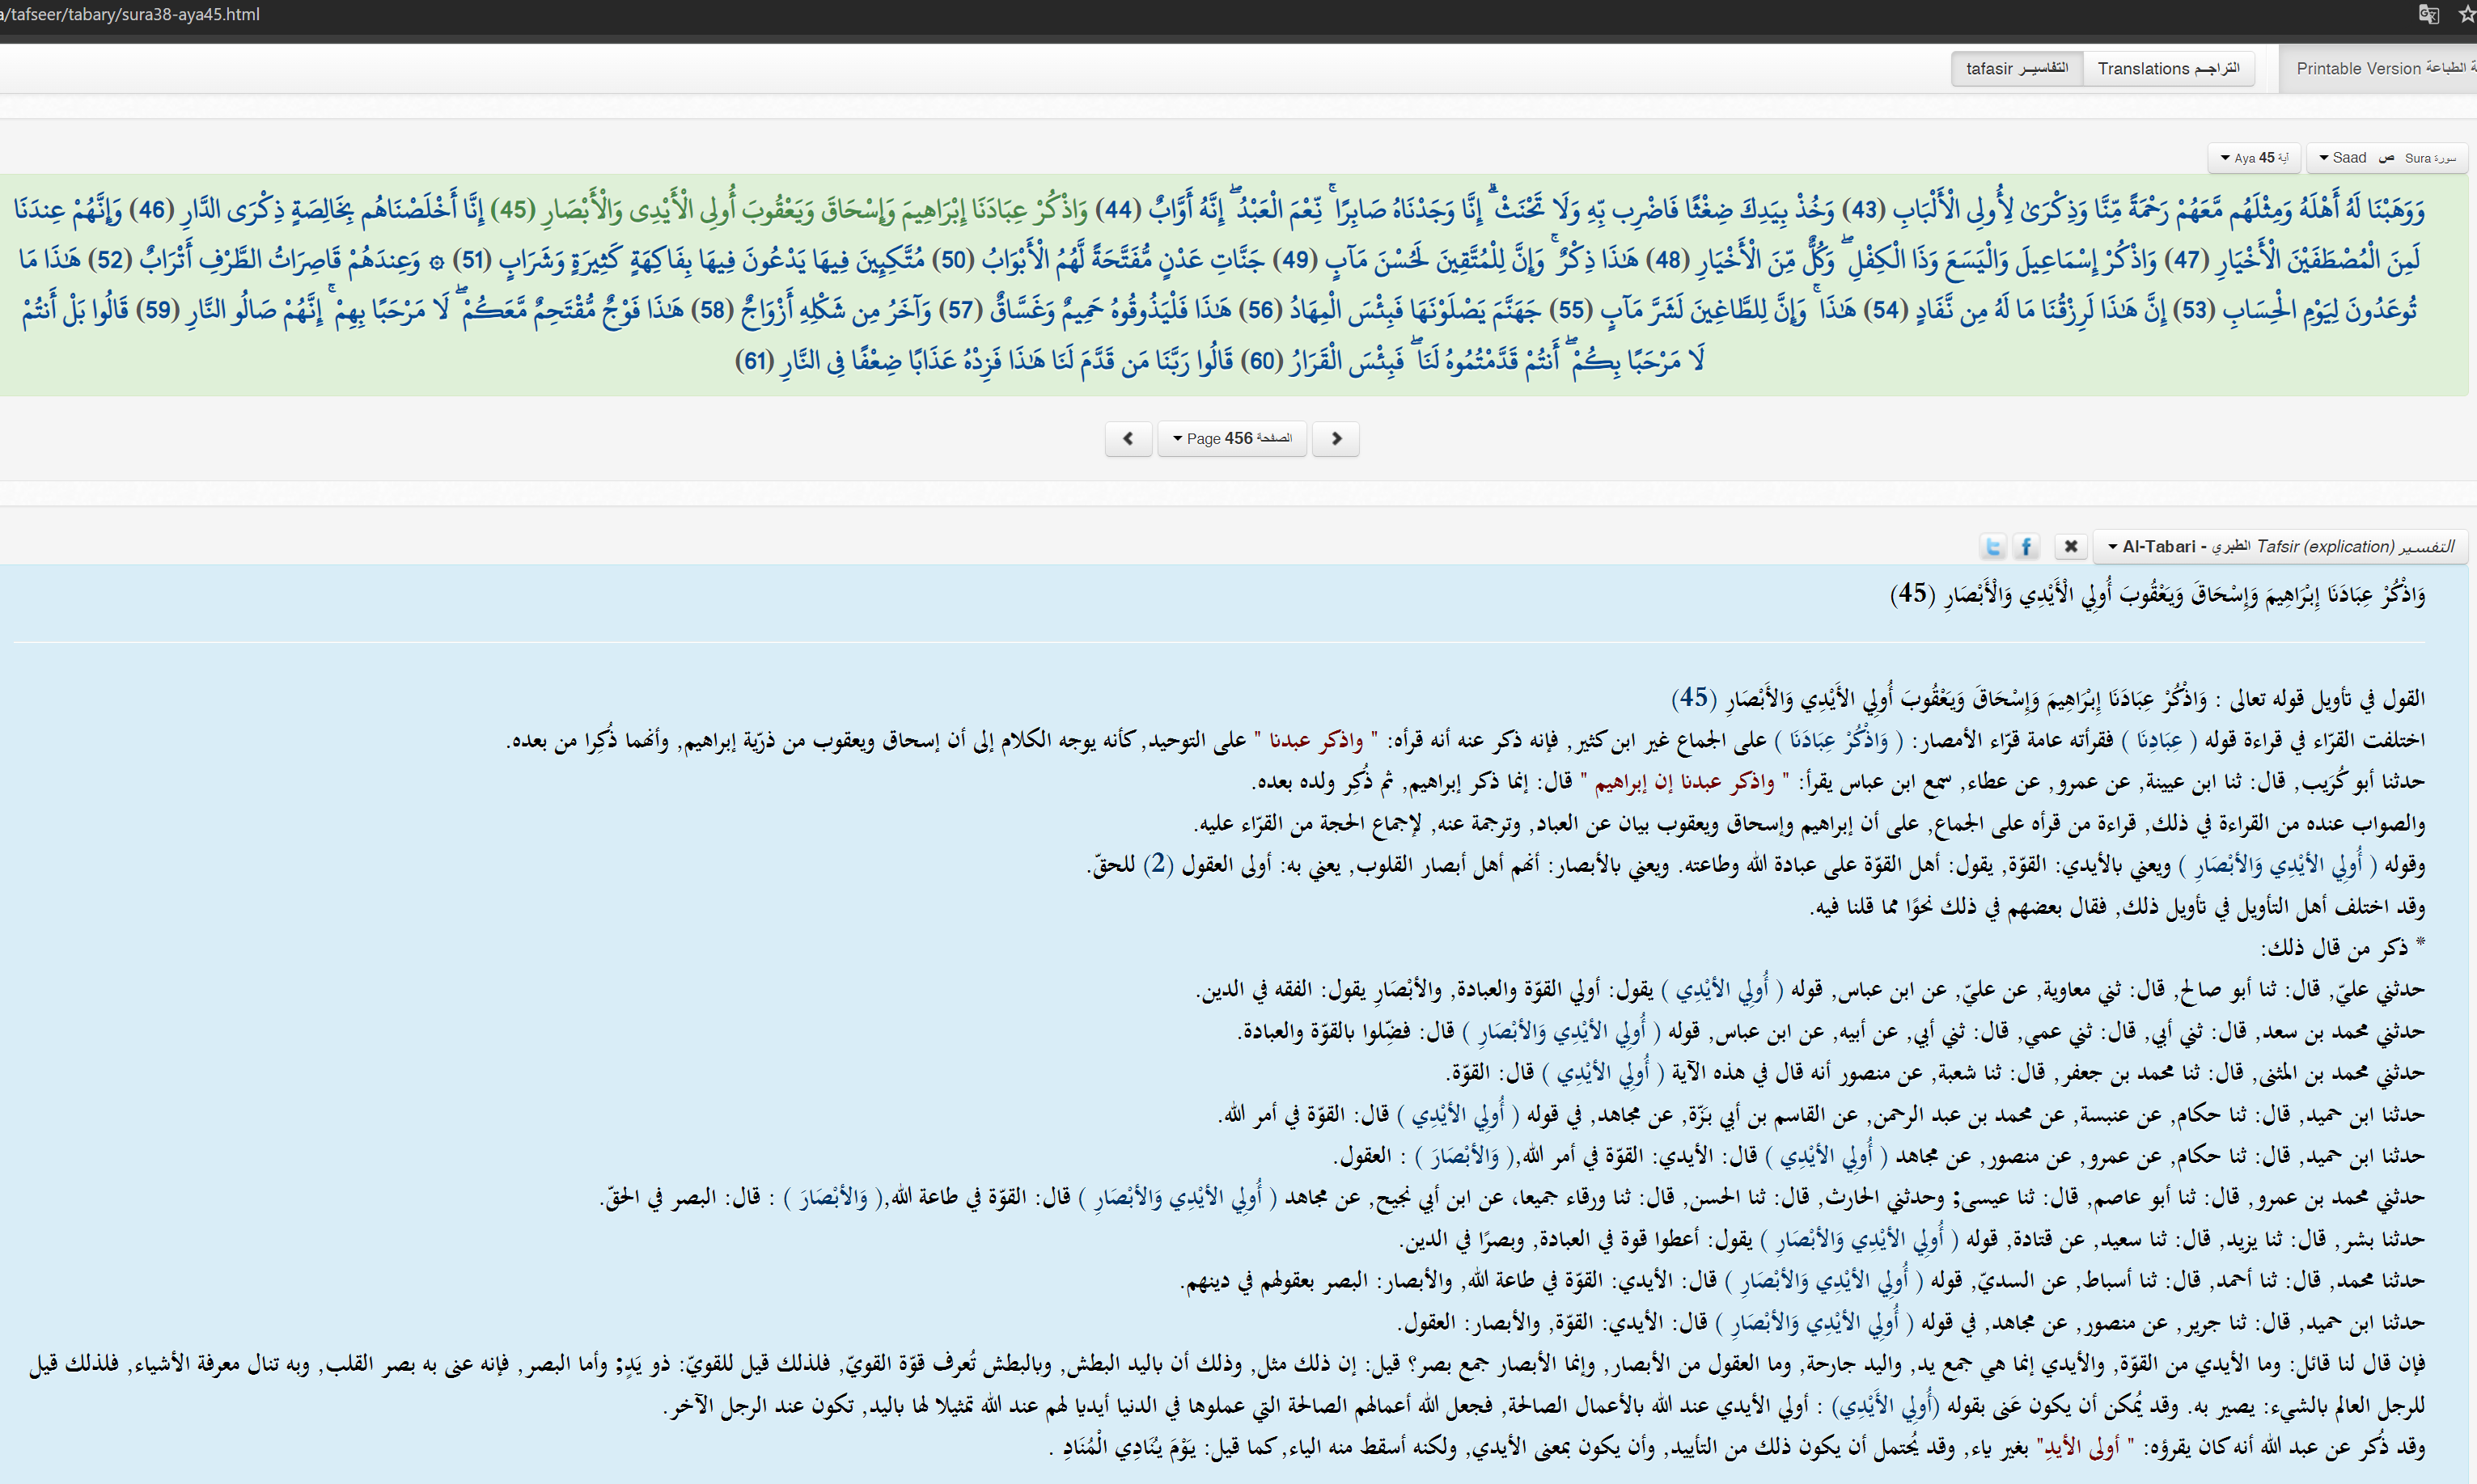 a/tafseer/tabary/sura38-aya45.html
tafasir التفاسيـر Translations التراجـم Printable Version ة الطباعة
Aya 45 آية Saad ص Sura سورة
وَوَهَبْنَا لَهُ أَهْلَهُ وَمِثْلَهُم مَّعَهُمْ رَحْمَةً مِّنَّا وَذِكْرَىٰ لِأُولِي الْأَلْبَابِ (43) وَخُذْ بِيَدِكَ ضِغْثًا فَاضْرِب بِّهِ وَلَا تَحْنَثْ ۗ إِنَّا وَجَدْنَاهُ صَابِرًا ۚ نِّعْمَ الْعَبْدُ ۖ إِنَّهُ أَوَّابٌ (44) وَاذْكُرْ عِبَادَنَا إِبْرَاهِيمَ وَإِسْحَاقَ وَيَعْقُوبَ أُولِي الْأَيْدِي وَالْأَبْصَارِ (45) إِنَّا أَخْلَصْنَاهُم بِخَالِصَةٍ ذِكْرَى الدَّارِ (46) وَإِنَّهُمْ عِندَنَا
لَمِنَ الْمُصْطَفَيْنَ الْأَخْيَارِ (47) وَاذْكُرْ إِسْمَاعِيلَ وَالْيَسَعَ وَذَا الْكِفْلِ ۖ وَكُلٌّ مِّنَ الْأَخْيَارِ (48) هَٰذَا ذِكْرٌ ۚ وَإِنَّ لِلْمُتَّقِينَ لَحُسْنَ مَآبٍ (49) جَنَّاتِ عَدْنٍ مُّفَتَّحَةً لَّهُمُ الْأَبْوَابُ (50) مُتَّكِئِينَ فِيهَا يَدْعُونَ فِيهَا بِفَاكِهَةٍ كَثِيرَةٍ وَشَرَابٍ (51) ۞ وَعِندَهُمْ قَاصِرَاتُ الطَّرْفِ أَتْرَابٌ (52) هَٰذَا مَا
تُوعَدُونَ لِيَوْمِ الْحِسَابِ (53) إِنَّ هَٰذَا لَرِزْقُنَا مَا لَهُ مِن نَّفَادٍ (54) هَٰذَا ۚ وَإِنَّ لِلطَّاغِينَ لَشَرَّ مَآبٍ (55) جَهَنَّمَ يَصْلَوْنَهَا فَبِئْسَ الْمِهَادُ (56) هَٰذَا فَلْيَذُوقُوهُ حَمِيمٌ وَغَسَّاقٌ (57) وَآخَرُ مِن شَكْلِهِ أَزْوَاجٌ (58) هَٰذَا فَوْجٌ مُّقْتَحِمٌ مَّعَكُمْ ۖ لَا مَرْحَبًا بِهِمْ ۚ إِنَّهُمْ صَالُو النَّارِ (59) قَالُوا بَلْ أَنتُمْ
لَا مَرْحَبًا بِكُمْ ۖ أَنتُمْ قَدَّمْتُمُوهُ لَنَا ۖ فَبِئْسَ الْقَرَارُ (60) قَالُوا رَبَّنَا مَن قَدَّمَ لَنَا هَٰذَا فَزِدْهُ عَذَابًا ضِعْفًا فِي النَّارِ (61)
Page 456 الصفحة
Al-Tabari - الطبري Tafsir (explication) التفسـير
وَاذْكُرْ عِبَادَنَا إِبْرَاهِيمَ وَإِسْحَاقَ وَيَعْقُوبَ أُولِي الْأَيْدِي وَالْأَبْصَارِ (45)
القول في تأويل قوله تعالى : وَاذْكُرْ عِبَادَنَا إِبْرَاهِيمَ وَإِسْحَاقَ وَيَعْقُوبَ أُولِي الأَيْدِي وَالأَبْصَارِ (45)
اختلفت القرّاء في قراءة قوله ( عِبَادِنَا ) فقرأته عامة قرّاء الأمصار: ( وَاذْكُرْ عِبَادَنَا ) على الجماع غير ابن كثير, فإنه ذكر عنه أنه قرأه: " واذكر عبدنا " على التوحيد, كأنه يوجه الكلام إلى أن إسحاق ويعقوب من ذرّية إبراهيم, وأنهما ذُكِرا من بعده.
حدثنا أبو كُرَيب, قال: ثنا ابن عيينة, عن عمرو, عن عطاء, سمع ابن عباس يقرأ: " واذكر عبدنا إن إبراهيم " قال: إنما ذكر إبراهيم, ثم ذُكِر ولده بعده.
والصواب عنده من القراءة في ذلك, قراءة من قرأه على الجماع, على أن إبراهيم وإسحاق ويعقوب بيان عن العباد, وترجمة عنه, لإجماع الحجة من القرّاء عليه.
وقوله ( أُولِي الأيْدِي وَالأبْصَارِ ) ويعني بالأيدي: القوّة, يقول: أهل القوّة على عبادة الله وطاعته. ويعني بالأبصار: أنهم أهل أبصار القلوب, يعني به: أولى العقول (2) للحقّ.
وقد اختلف أهل التأويل في تأويل ذلك, فقال بعضهم في ذلك نحوًا مما قلنا فيه.
* ذكر من قال ذلك:
حدثني عليّ, قال: ثنا أبو صالح, قال: ثني معاوية, عن عليّ, عن ابن عباس, قوله ( أُولِي الأيْدِي ) يقول: أولي القوّة والعبادة, والأبْصَارِ يقول: الفقه في الدين.
حدثني محمد بن سعد, قال: ثني أبي, قال: ثني عمي, قال: ثني أبي, عن أبيه, عن ابن عباس, قوله ( أُولِي الأيْدِي وَالأبْصَارِ ) قال: فضّلوا بالقوّة والعبادة.
حدثني محمد بن المثنى, قال: ثنا محمد بن جعفر, قال: ثنا شعبة, عن منصور أنه قال في هذه الآية ( أُولِي الأيْدِي ) قال: القوّة.
حدثنا ابن حميد, قال: ثنا حكام, عن عنبسة, عن محمد بن عبد الرحمن, عن القاسم بن أبي بَزّة, عن مجاهد, في قوله ( أُولِي الأيْدِي ) قال: القوّة في أمر الله.
حدثنا ابن حميد, قال: ثنا حكام, عن عمرو, عن منصور, عن مجاهد ( أُولِي الأيْدِي ) قال: الأيدي: القوّة في أمر الله,( وَالأبْصَارَ ) : العقول.
حدثني محمد بن عمرو, قال: ثنا أبو عاصم, قال: ثنا عيسى; وحدثني الحارث, قال: ثنا الحسن, قال: ثنا ورقاء جميعا، عن ابن أبي نجيح, عن مجاهد ( أُولِي الأيْدِي وَالأبْصَارِ ) قال: القوّة في طاعة الله,( وَالأبْصَارَ ) : قال: البصر في الحقّ.
حدثنا بشر, قال: ثنا يزيد, قال: ثنا سعيد, عن قتادة, قوله ( أُولِي الأيْدِي وَالأبْصَارِ ) يقول: أعطوا قوة في العبادة, وبصرًا في الدين.
حدثنا محمد, قال: ثنا أحمد, قال: ثنا أسباط, عن السديّ, قوله ( أُولِي الأيْدِي وَالأبْصَارِ ) قال: الأيدي: القوّة في طاعة الله, والأبصار: البصر بعقولهم في دينهم.
حدثنا ابن حميد, قال: ثنا جرير, عن منصور, عن مجاهد, في قوله ( أُولِي الأيْدِي وَالأبْصَارِ ) قال: الأيدي: القوّة, والأبصار: العقول.
فإن قال لنا قائل: وما الأيدي من القوّة, والأيدي إنما هي جمع يد, واليد جارحة, وما العقول من الأبصار, وإنما الأبصار جمع بصر؟ قيل: إن ذلك مثل, وذلك أن باليد البطش, وبالبطش تُعرف قوّة القويّ, فلذلك قيل للقويّ: ذو يَدٍ; وأما البصر, فإنه عنى به بصر القلب, وبه تنال معرفة الأشياء, فلذلك قيل
للرجل العالم بالشيء: يصير به. وقد يُمكن أن يكون عَنى بقوله (أُولِي الأَيْدِي) : أولي الأيدي عند الله بالأعمال الصالحة, فجعل الله أعمالهم الصالحة التي عملوها في الدنيا أيديا لهم عند الله تمثيلا لها باليد, تكون عند الرجل الآخر.
وقد ذُكر عن عبد الله أنه كان يقرؤه: " أولى الأيدِ" بغير ياء, وقد يُحتمل أن يكون ذلك من التأييد, وأن يكون بمعنى الأيدي, ولكنه أسقط منه الياء, كما قيل: يَوْمَ يُنَادِي الْمُنَادِ .